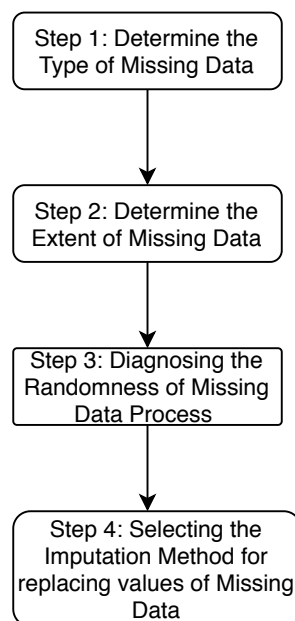 Step 1: Determine the
Type of Missing Data
Step 2: Determine the
Extent of Missing Data
Step 3: Diagnosing the
Randomness of Missing
Data Process
Step 4: Selecting the
Imputation Method for
replacing values of Missing
Data